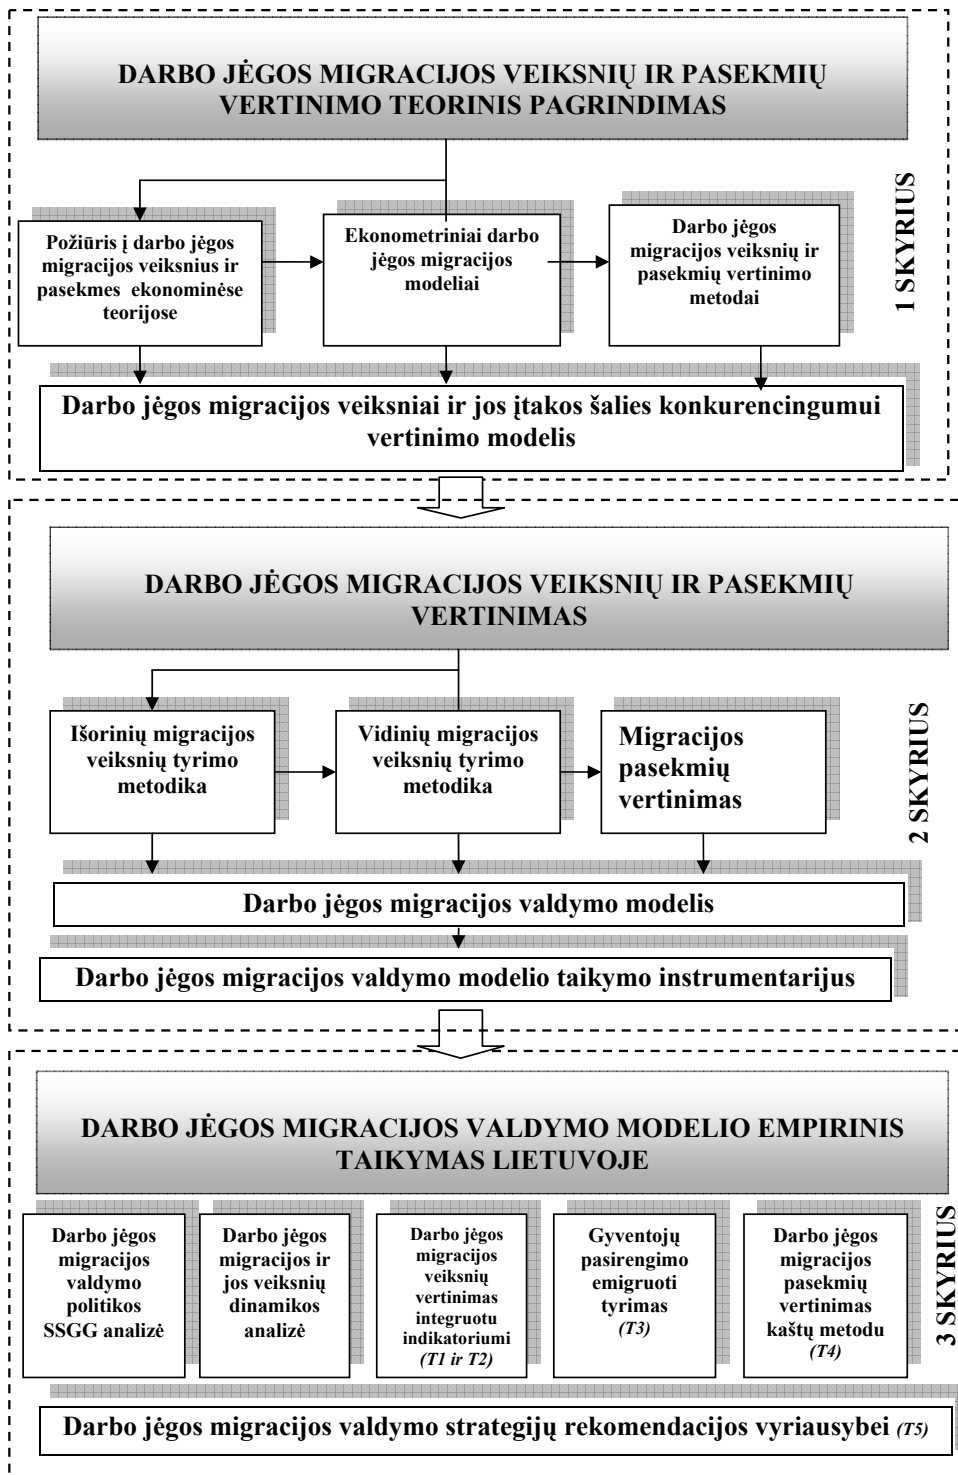 DARBO JĖGOS MIGRACIJOS VEIKSNIŲ IR PASEKMIŲ
VERTINIMO TEORINIS PAGRINDIMAS
Požiūris į darbo jėgos
migracijos veiksnius ir
pasekmes ekonominėse
teorijose
Ekonometriniai darbo
jėgos migracijos
modeliai
Darbo jėgos
migracijos veiksnių ir
pasekmių vertinimo
metodai
1 SKYRIUS
Darbo jėgos migracijos veiksniai ir jos įtakos šalies konkurencingumui
vertinimo modelis
DARBO JĖGOS MIGRACIJOS VEIKSNIŲ IR PASEKMIŲ
VERTINIMAS
Išorinių migracijos
veiksnių tyrimo
metodika
Vidinių migracijos
veiksnių tyrimo
metodika
Migracijos
pasekmių
vertinimas
2 SKYRIUS
Darbo jėgos migracijos valdymo modelis
Darbo jėgos migracijos valdymo modelio taikymo instrumentarijus
DARBO JĖGOS MIGRACIJOS VALDYMO MODELIO EMPIRINIS
TAIKYMAS LIETUVOJE
Darbo jėgos
migracijos
valdymo
politikos
SSGG analizė
Darbo jėgos
migracijos ir
jos veiksnių
dinamikos
analizė
Darbo jėgos
migracijos
veiksnių
vertinimas
integruotu
indikatoriumi
(T1 ir T2)
Gyventojų
pasirengimo
emigruoti
tyrimas
(T3)
Darbo jėgos
migracijos
pasekmių
vertinimas
kaštų metodu
(T4)
3 SKYRIUS
Darbo jėgos migracijos valdymo strategijų rekomendacijos vyriausybei (T5)